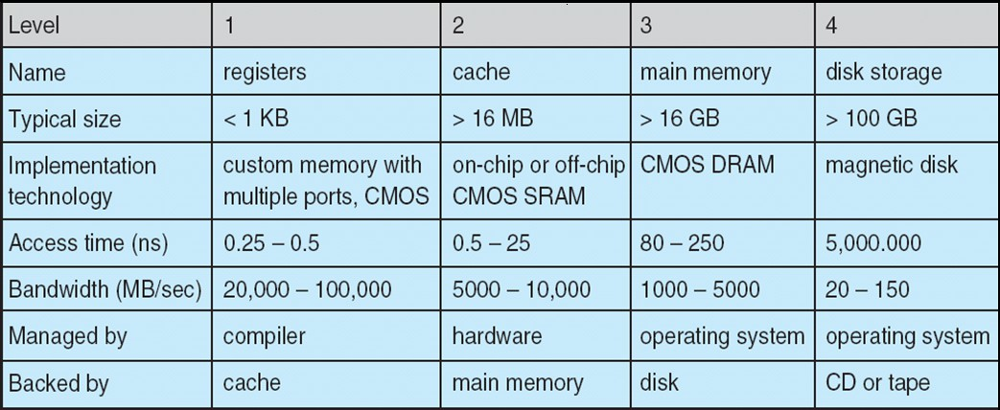 Level 1 2 3 4
Name registers cache main memory disk storage
Typical size < 1 KB > 16 MB > 16 GB > 100 GB
Implementation custom memory with on-chip or off-chip CMOS DRAM magnetic disk
technology multiple ports, CMOS CMOS SRAM
Access time (ns) 0.25 – 0.5 0.5 – 25 80 – 250 5,000.000
Bandwidth (MB/sec) 20,000 – 100,000 5000 – 10,000 1000 – 5000 20 – 150
Managed by compiler hardware operating system operating system
Backed by cache main memory disk CD or tape